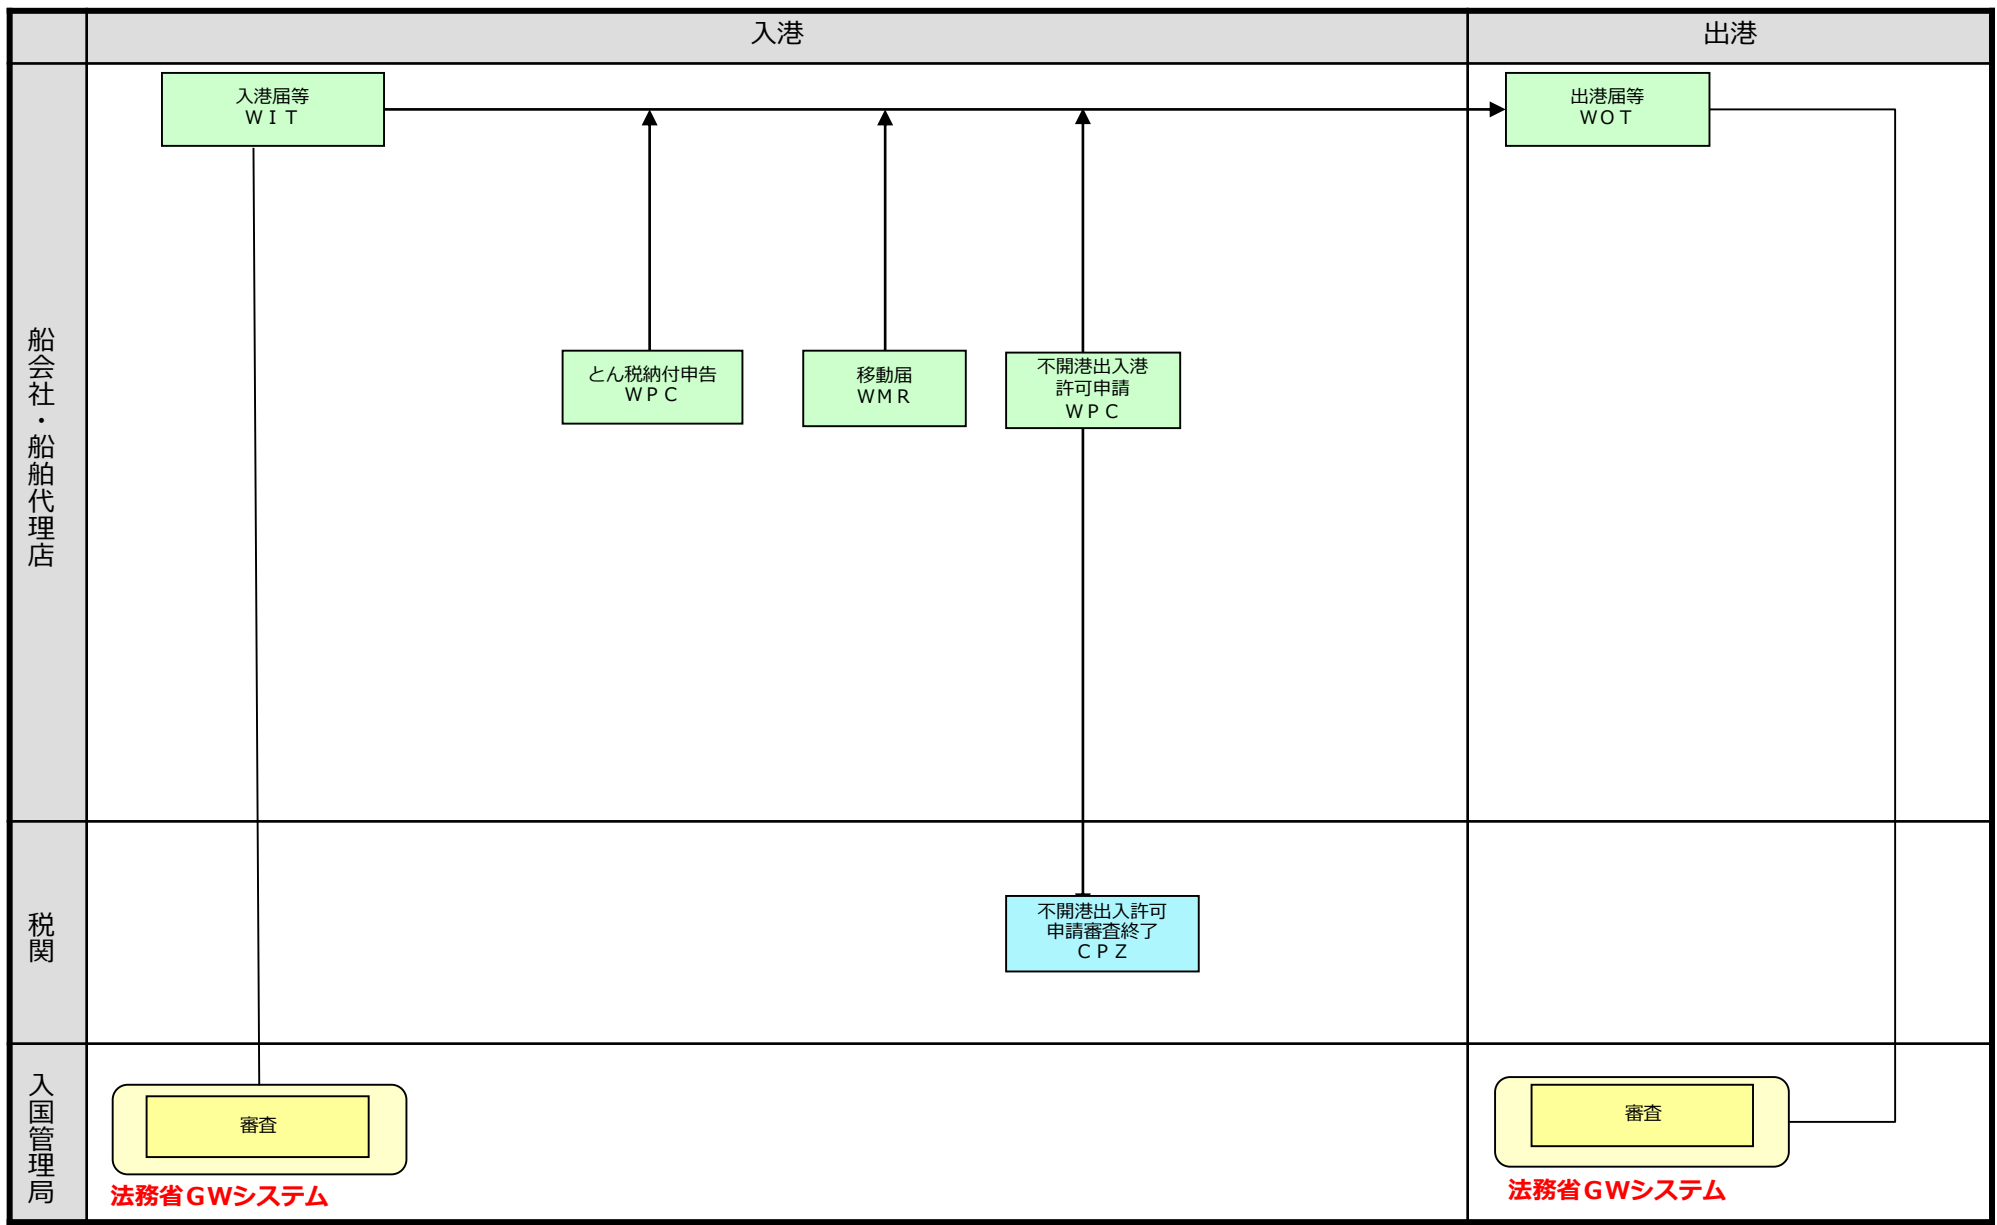 入港
出港
船会社・船舶代理店
入港届等
ＷＩＴ
出港届等
ＷＯＴ
とん税納付申告
ＷＰＣ
移動届
ＷＭＲ
不開港出入港
許可申請
ＷＰＣ
税関
不開港出入許可
申請審査終了
ＣＰＺ
入国管理局
審査
法務省ＧＷシステム
審査
法務省ＧＷシステム